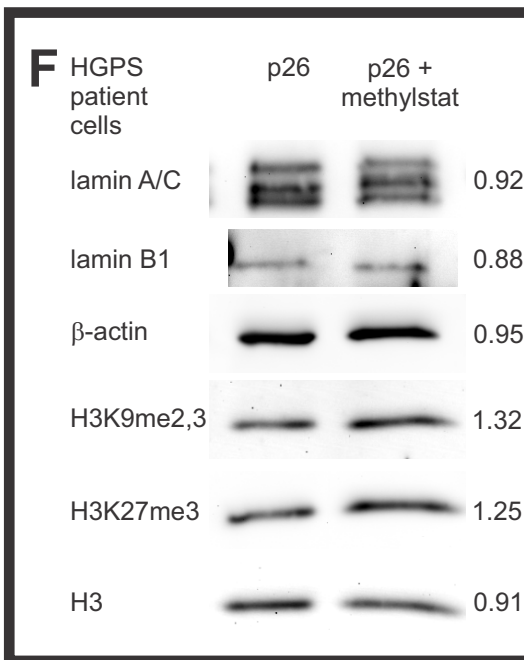 F HGPS patient cells p26 p26 + methylstat
lamin A/C 0.92
lamin B1 0.88
β-actin 0.95
H3K9me2,3 1.32
H3K27me3 1.25
H3 0.91